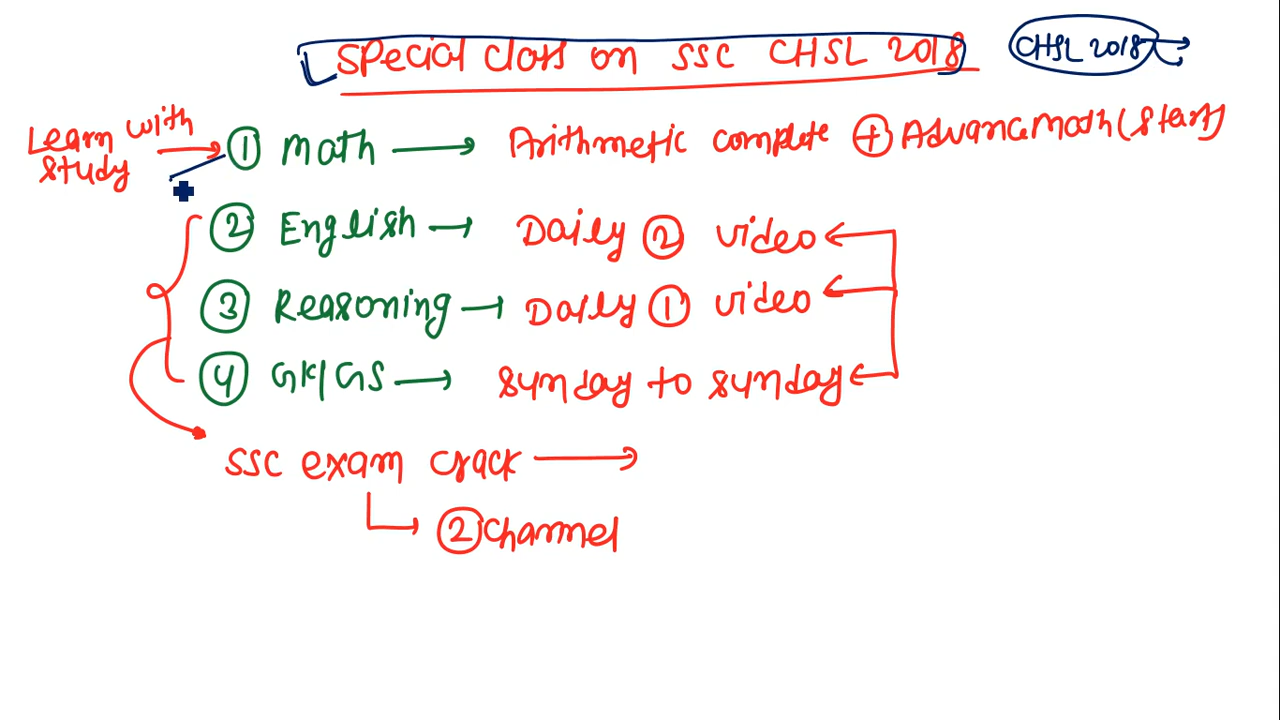 Special class on SSC CHSL 2018
CHSL 2018
Learn with study
① Math → Arithmetic complete ⊕ Advance Math (Start)
② English → Daily ② video
③ Reasoning → Daily ① video
④ GK/GS → Sunday to Sunday
SSC exam crack →
② Channel